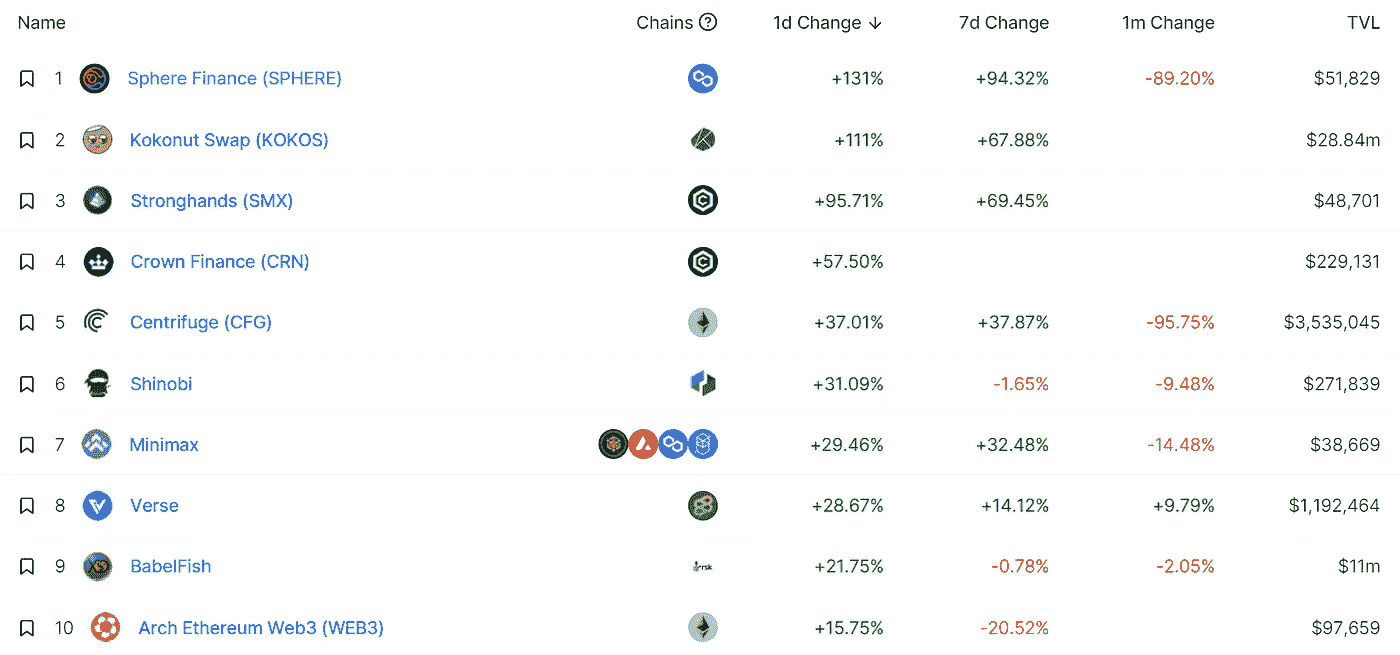 Name Chains ? 1d Change ↓ 7d Change 1m Change TVL
1 Sphere Finance (SPHERE) +131% +94.32% -89.20% $51,829
2 Kokonut Swap (KOKOS) +111% +67.88% $28.84m
3 Stronghands (SMX) +95.71% +69.45% $48,701
4 Crown Finance (CRN) +57.50% $229,131
5 Centrifuge (CFG) +37.01% +37.87% -95.75% $3,535,045
6 Shinobi +31.09% -1.65% -9.48% $271,839
7 Minimax +29.46% +32.48% -14.48% $38,669
8 Verse +28.67% +14.12% +9.79% $1,192,464
9 BabelFish rsk +21.75% -0.78% -2.05% $11m
10 Arch Ethereum Web3 (WEB3) +15.75% -20.52% $97,659